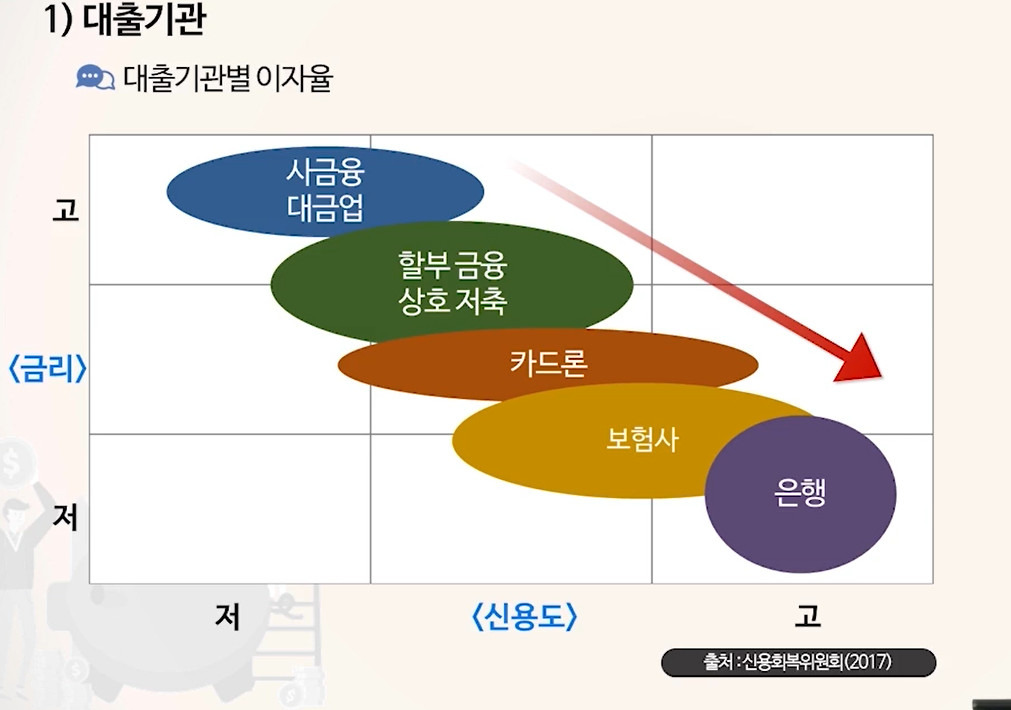 1) 대출기관
대출기관별 이자율
고
사금융
대금업
할부 금융
상호 저축
<금리>
카드론
보험사
은행
저
저
<신용도>
고
출처 : 신용회복위원회(2017)